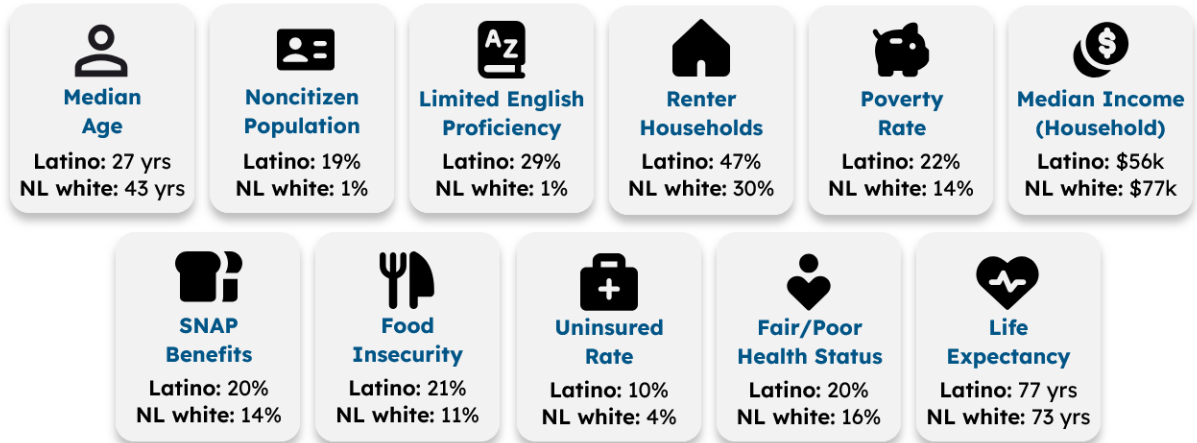 Median
Age
Latino: 27 yrs
NL white: 43 yrs
Noncitizen
Population
Latino: 19%
NL white: 1%
AZ
Limited English
Proficiency
Latino: 29%
NL white: 1%
Renter
Households
Latino: 47%
NL white: 30%
Poverty
Rate
Latino: 22%
NL white: 14%
$
Median Income
(Household)
Latino: $56k
NL white: $77k
SNAP
Benefits
Latino: 20%
NL white: 14%
Food
Insecurity
Latino: 21%
NL white: 11%
Uninsured
Rate
Latino: 10%
NL white: 4%
Fair/Poor
Health Status
Latino: 20%
NL white: 16%
Life
Expectancy
Latino: 77 yrs
NL white: 73 yrs